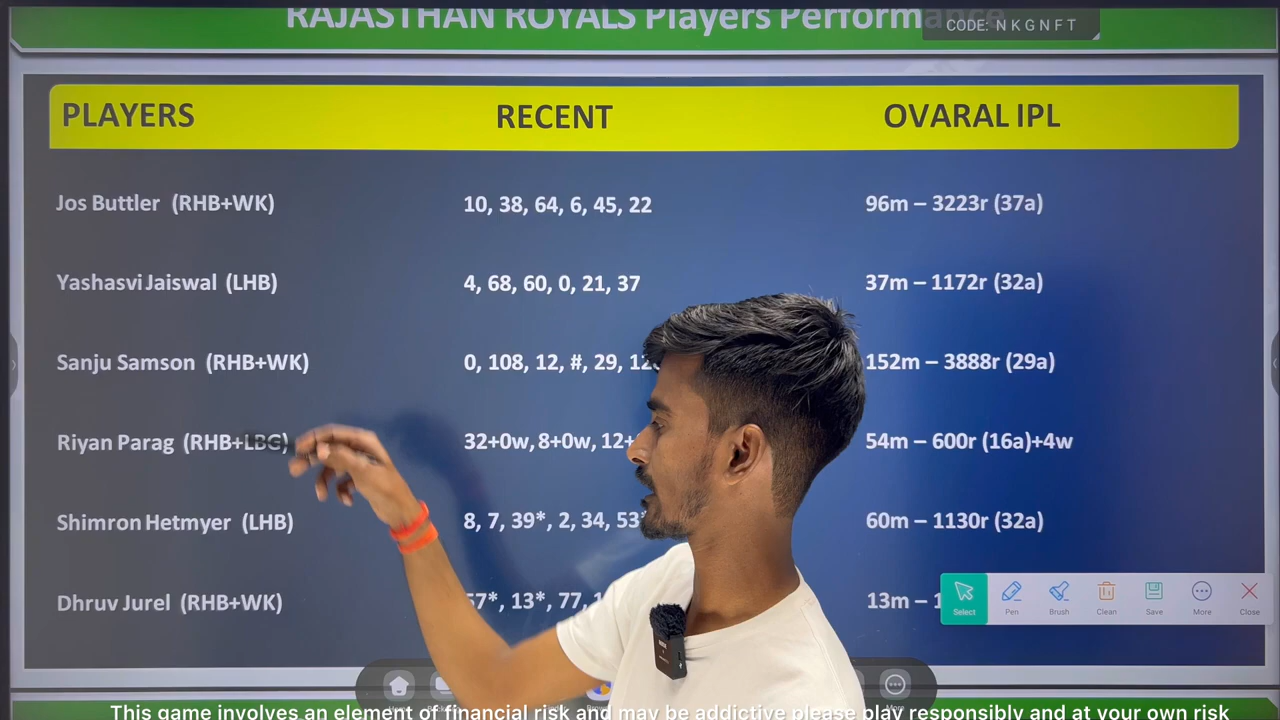 RAJASTHAN ROYALS Players Performance
CODE: N K G N F T
PLAYERS RECENT OVARAL IPL
Jos Buttler (RHB+WK) 10, 38, 64, 6, 45, 22 96m – 3223r (37a)
Yashasvi Jaiswal (LHB) 4, 68, 60, 0, 21, 37 37m – 1172r (32a)
Sanju Samson (RHB+WK) 0, 108, 12, #, 29, 152m – 3888r (29a)
Riyan Parag (RHB+LBG) 32+0w, 8+0w, 12+ 54m – 600r (16a)+4w
Shimron Hetmyer (LHB) 8, 7, 39*, 2, 34, 53* 60m – 1130r (32a)
Dhruv Jurel (RHB+WK) 13*, 77, 13m –
Select Pen Brush Clean Save More Close
This game involves an element of financial risk and may be addictive please play responsibly and at your own risk